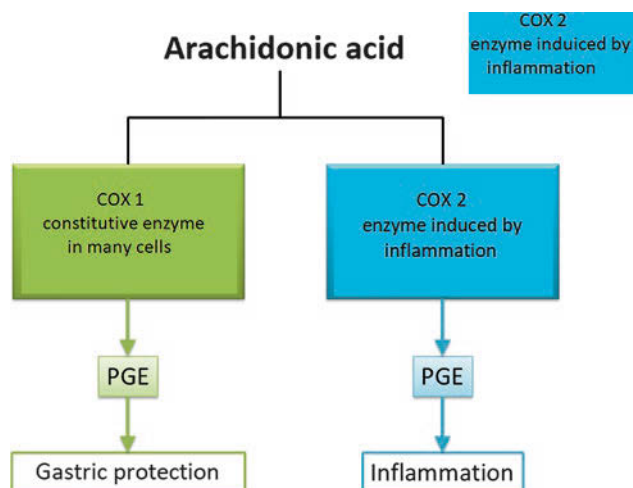 Arachidonic acid
COX 2
enzyme induiced by
inflammation
COX 1
constitutive enzyme
in many cells
COX 2
enzyme induced by
inflammation
PGE
PGE
Gastric protection
Inflammation